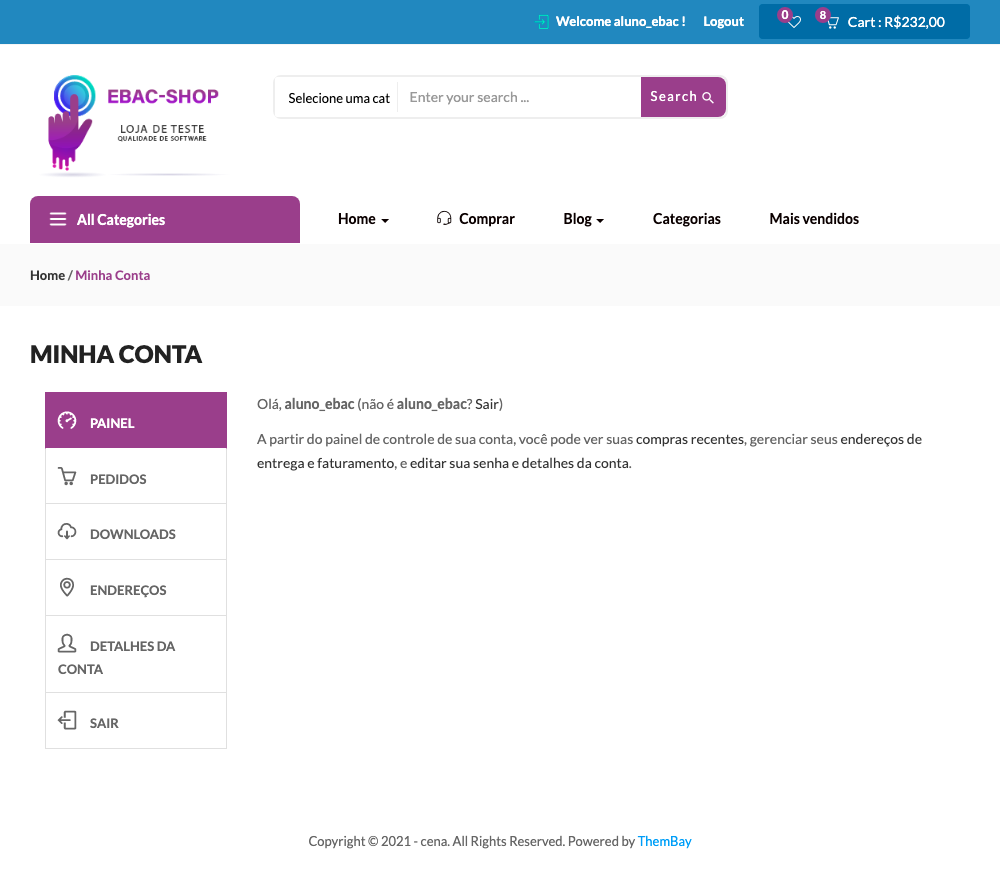 Welcome aluno_ebac ! Logout 0 8 Cart : R$232,00
EBAC-SHOP
LOJA DE TESTE
QUALIDADE DE SOFTWARE
Selecione uma cat Enter your search ... Search
All Categories Home Comprar Blog Categorias Mais vendidos
Home / Minha Conta
MINHA CONTA
PAINEL
PEDIDOS
DOWNLOADS
ENDEREÇOS
DETALHES DA
CONTA
SAIR
Olá, aluno_ebac (não é aluno_ebac? Sair)
A partir do painel de controle de sua conta, você pode ver suas compras recentes, gerenciar seus endereços de
entrega e faturamento, e editar sua senha e detalhes da conta.
Copyright © 2021 - cena. All Rights Reserved. Powered by ThemBay